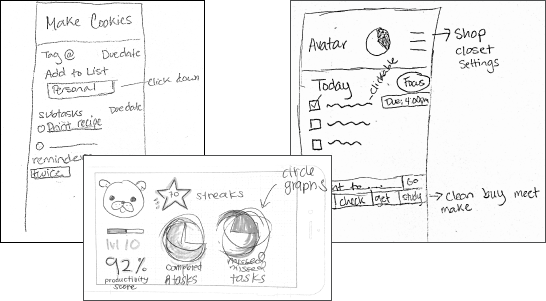 Make Cookies
Tag @ Duedate
Add to List
Personal
click down
subtasks Duedate
Print recipe
reminders
twice
Avatar
Shop
closet
settings
Today
clickable
Focus
Due: 4:00pm
nt to ... Go
check get study
clean buy meet
make
70 streaks
circle
graphs
lvl 10
92%
productivity
score
completed
tasks
missed
tasks